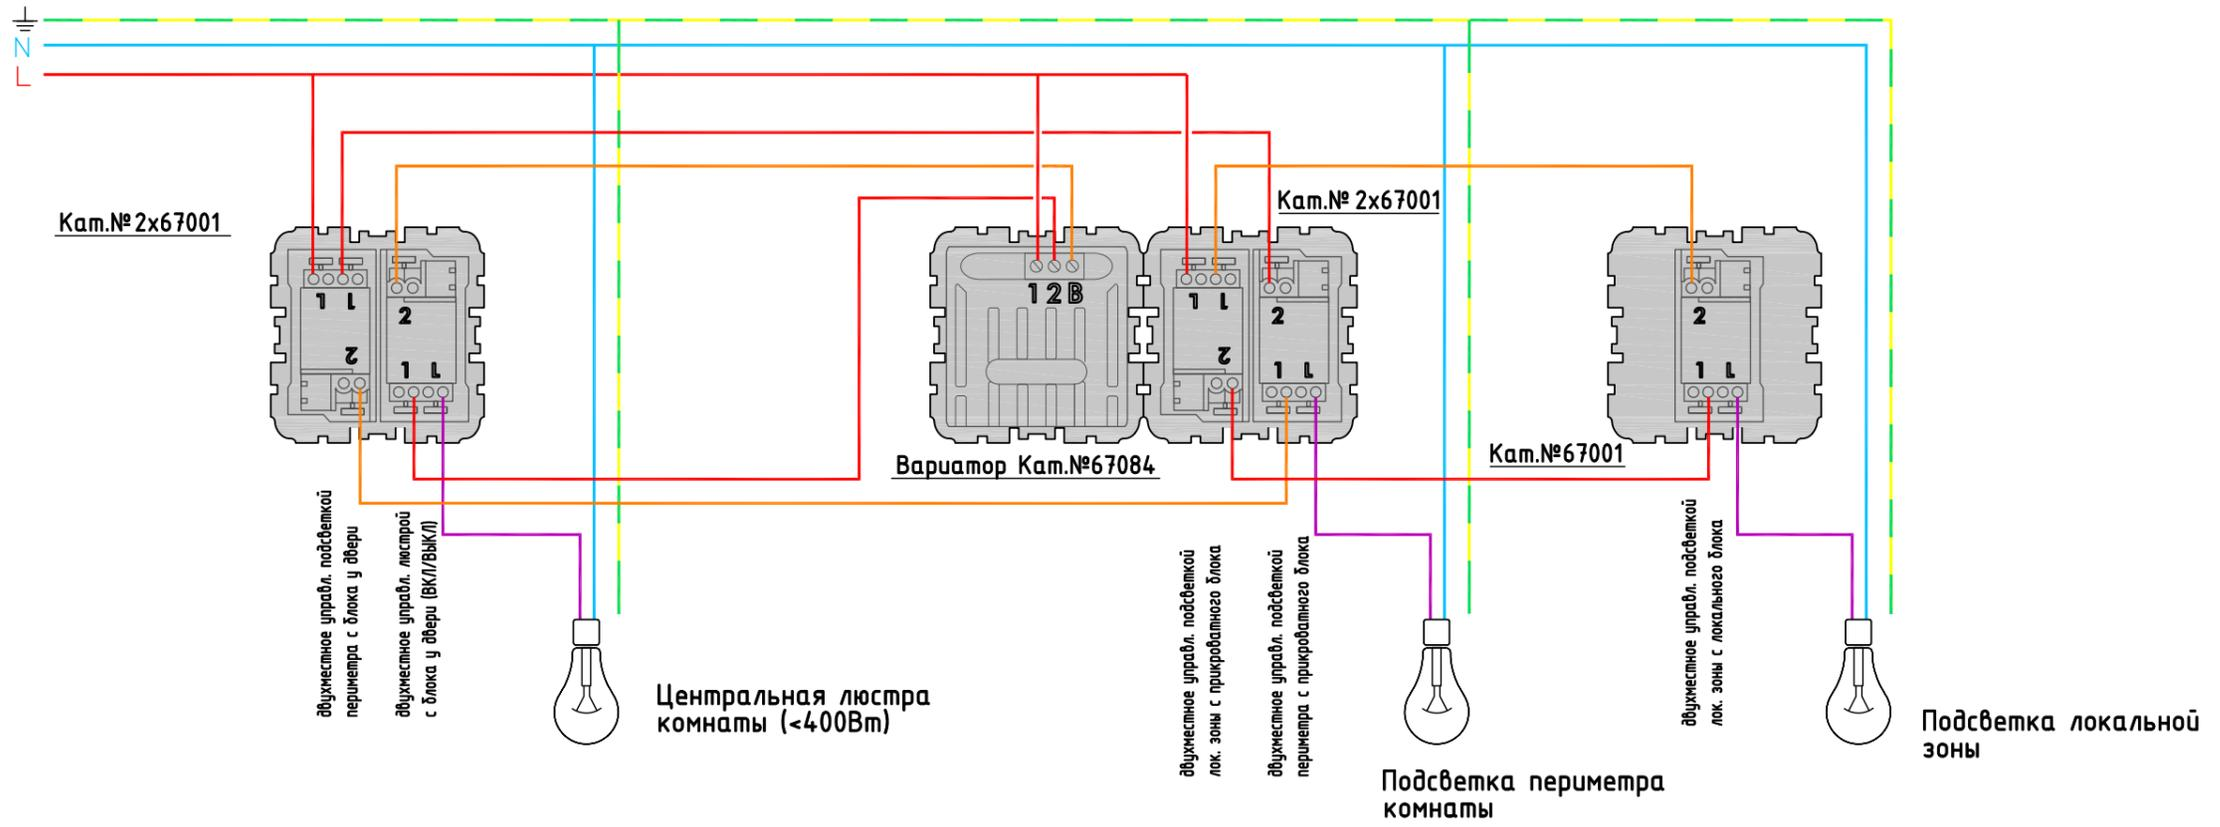 N
L
Кат.№ 2х67001
Кат.№ 2х67001
L 1
2
2
1 L
1 2 В
L 1
2
2
1 L
2
1 L
Вариатор Кат.№67084
Кат.№67001
двухместное управл. подсветкой
периметра с блока у двери
двухместное управл. люстрой
с блока у двери (ВКЛ/ВЫКЛ)
двухместное управл. подсветкой
лок. зоны с прикроватного блока
двухместное управл. подсветкой
периметра с прикроватного блока
двухместное управл. подсветкой
лок. зоны с локального блока
Центральная люстра
комнаты (<400Вт)
Подсветка периметра
комнаты
Подсветка локальной
зоны